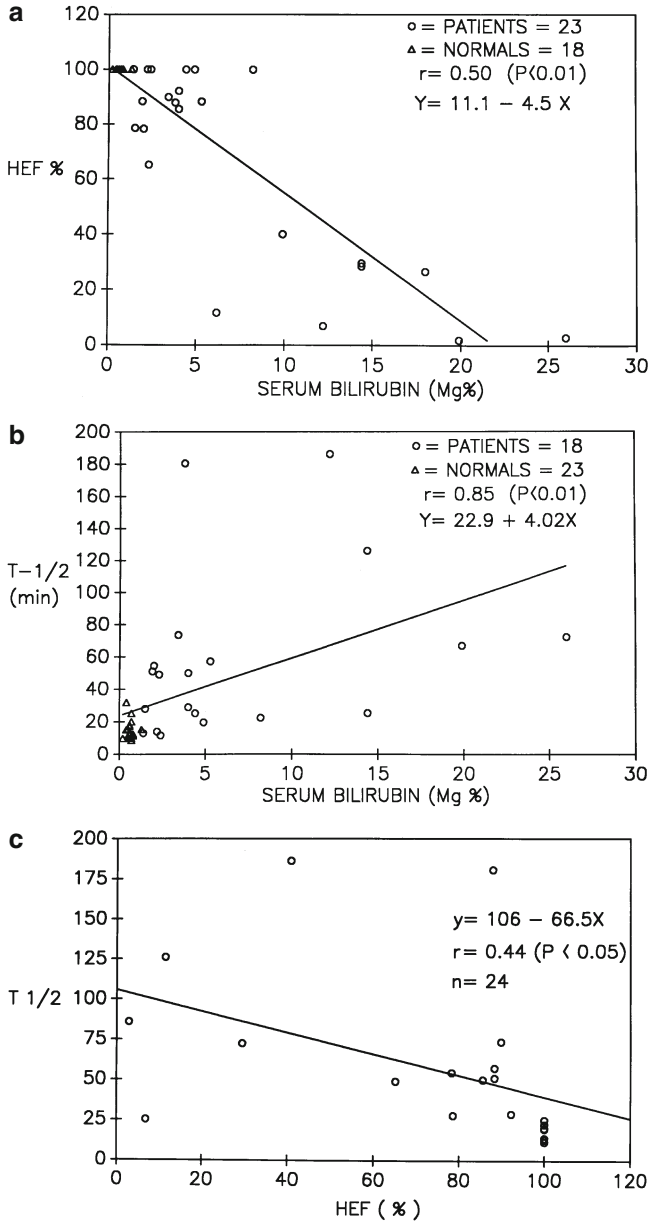 a
120
100
80
60
40
20
0
HEF %
○ = PATIENTS = 23
△ = NORMALS = 18
r= 0.50 (P<0.01)
Y= 11.1 − 4.5 X
0 5 10 15 20 25 30
SERUM BILIRUBIN (Mg%)
b
200
180
160
140
120
100
80
60
40
20
0
T−1/2
(min)
○ = PATIENTS = 18
△ = NORMALS = 23
r= 0.85 (P<0.01)
Y= 22.9 + 4.02X
0 5 10 15 20 25 30
SERUM BILIRUBIN (Mg %)
c
200
175
150
125
100
75
50
25
0
T 1/2
y= 106 − 66.5X
r= 0.44 (P < 0.05)
n= 24
0 20 40 60 80 100 120
HEF ( % )